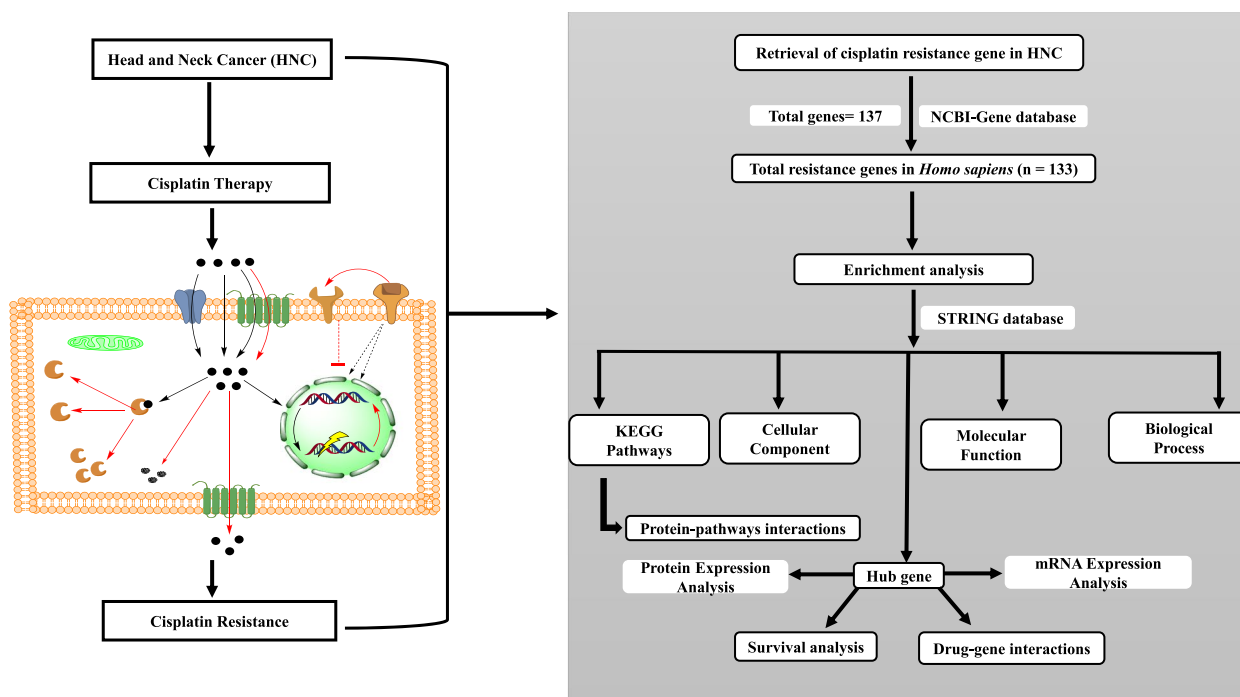 Head and Neck Cancer (HNC)
Cisplatin Therapy
Cisplatin Resistance
Retrieval of cisplatin resistance gene in HNC
Total genes= 137
NCBI-Gene database
Total resistance genes in Homo sapiens (n = 133)
Enrichment analysis
STRING database
KEGG
Pathways
Cellular
Component
Molecular
Function
Biological
Process
Protein-pathways interactions
Protein Expression
Analysis
Hub gene
mRNA Expression
Analysis
Survival analysis
Drug-gene interactions